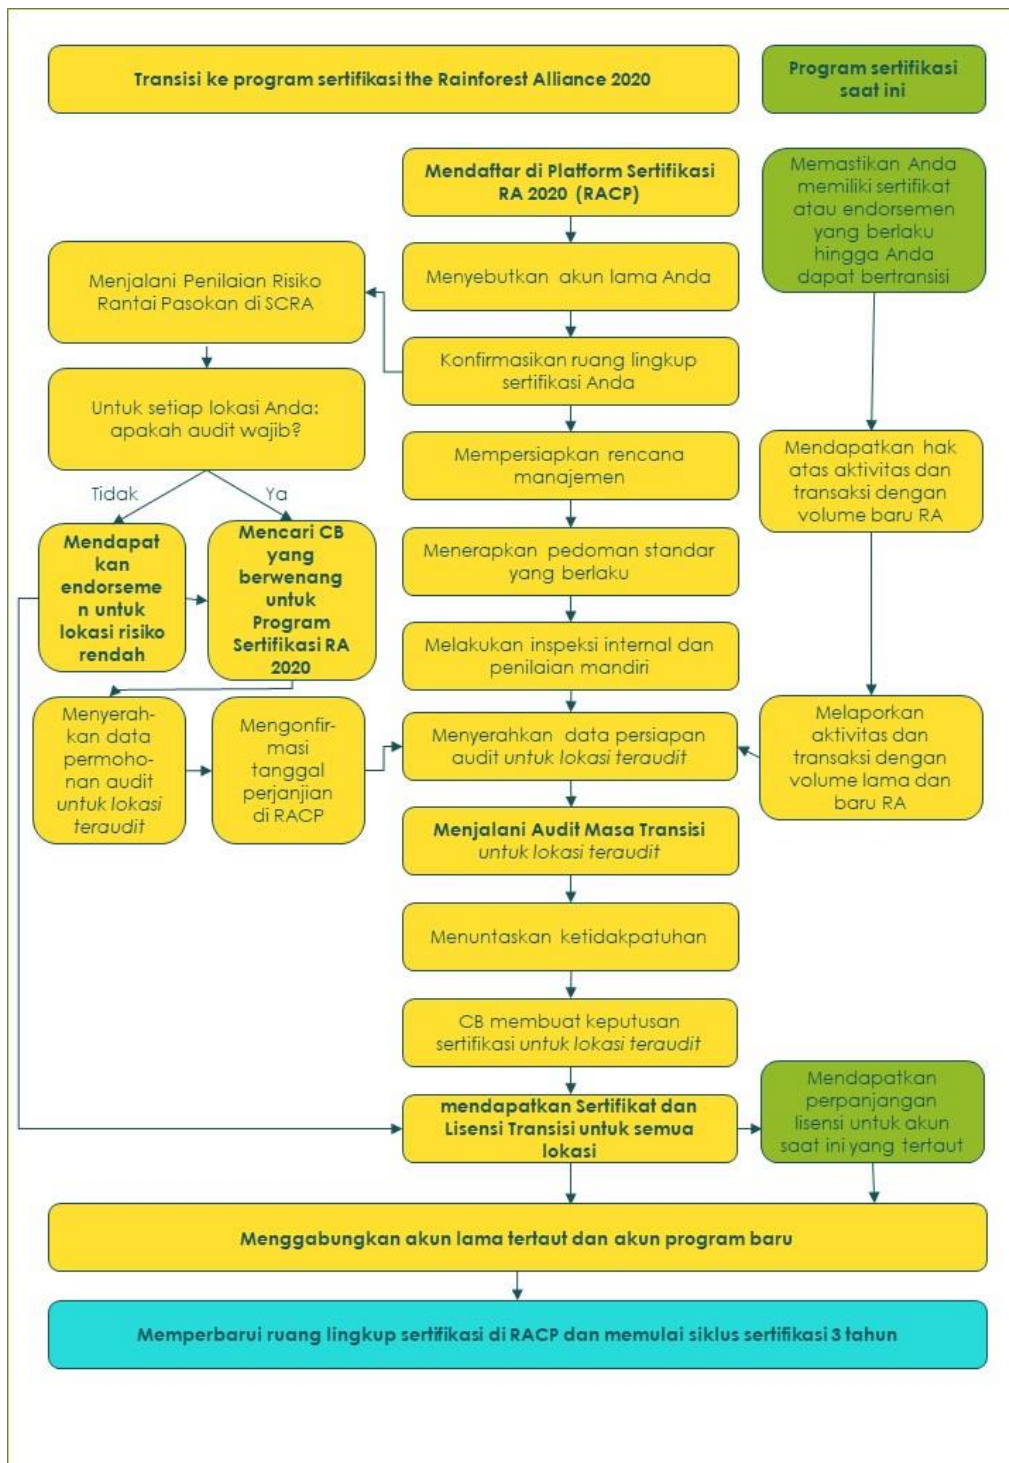 Transisi ke program sertifikasi the Rainforest Alliance 2020
Program sertifikasi
saat ini
Mendaftar di Platform Sertifikasi
RA 2020 (RACP)
Memastikan Anda
memiliki sertifikat
atau endorsemen
yang berlaku
hingga Anda
dapat bertransisi
Menyebutkan akun lama Anda
Menjalani Penilaian Risiko
Rantai Pasokan di SCRA
Konfirmasikan ruang lingkup
sertifikasi Anda
Untuk setiap lokasi Anda:
apakah audit wajib?
Mempersiapkan rencana
manajemen
Mendapatkan hak
atas aktivitas dan
transaksi dengan
volume baru RA
Tidak
Ya
Mendapat
kan
endorseme
n untuk
lokasi risiko
rendah
Mencari CB
yang
berwenang
untuk
Program
Sertifikasi RA
2020
Menerapkan pedoman standar
yang berlaku
Melakukan inspeksi internal dan
penilaian mandiri
Menyerah-
kan data
permoho-
nan audit
untuk lokasi
teraudit
Mengonfir-
masi
tanggal
perjanjian
di RACP
Menyerahkan data persiapan
audit untuk lokasi teraudit
Melaporkan
aktivitas dan
transaksi dengan
volume lama dan
baru RA
Menjalani Audit Masa Transisi
untuk lokasi teraudit
Menuntaskan ketidakpatuhan
CB membuat keputusan
sertifikasi untuk lokasi teraudit
mendapatkan Sertifikat dan
Lisensi Transisi untuk semua
lokasi
Mendapatkan
perpanjangan
lisensi untuk akun
saat ini yang tertaut
Menggabungkan akun lama tertaut dan akun program baru
Memperbarui ruang lingkup sertifikasi di RACP dan memulai siklus sertifikasi 3 tahun